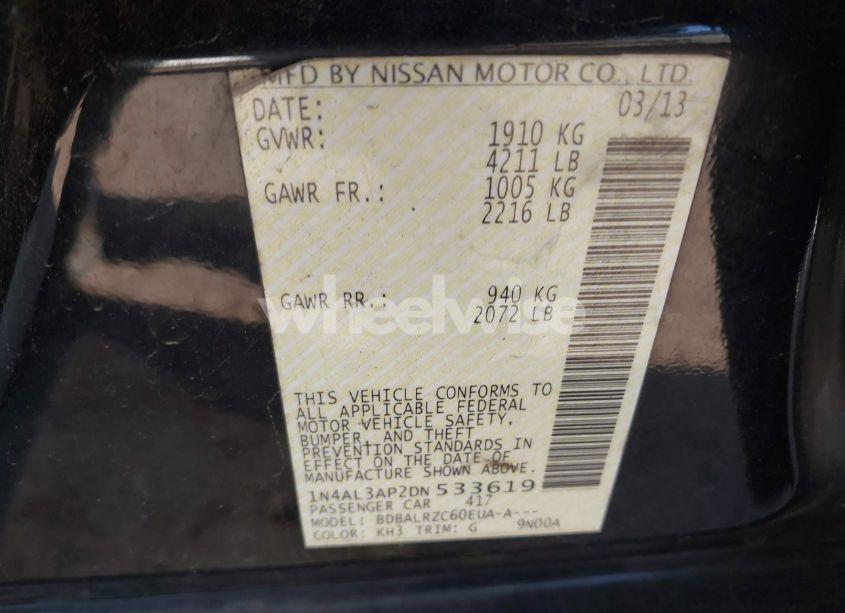 MFD BY NISSAN MOTOR CO., LTD.
DATE: 03/13
GVWR: 1910 KG
4211 LB
GAWR FR.: 1005 KG
2216 LB
GAWR RR.: 940 KG
2072 LB
wheelwise
THIS VEHICLE CONFORMS TO
ALL APPLICABLE FEDERAL
MOTOR VEHICLE SAFETY,
BUMPER, AND THEFT
PREVENTION STANDARDS IN
EFFECT ON THE DATE OF
MANUFACTURE SHOWN ABOVE.
1N4AL3AP2DN533619
PASSENGER CAR 417
MODEL: BDBALRZC60EUA-A---
COLOR: KH3 TRIM: G 9N00A